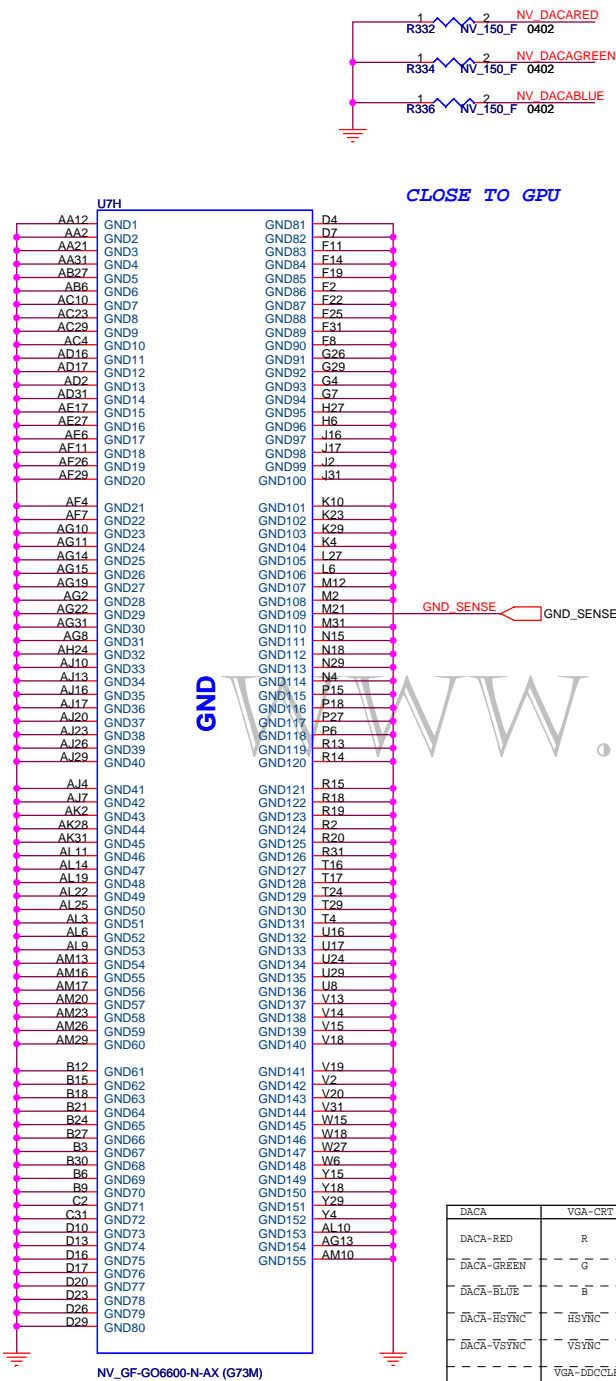 1 2 NV_DACARED
R332 NV_150_F 0402
1 2 NV_DACAGREEN
R334 NV_150_F 0402
1 2 NV_DACABLUE
R336 NV_150_F 0402
CLOSE TO GPU
U7H
AA12 GND1 GND81 D4
AA2 GND2 GND82 D7
AA21 GND3 GND83 F11
AA31 GND4 GND84 F14
AB27 GND5 GND85 F19
AB6 GND6 GND86 F2
AC10 GND7 GND87 F22
AC23 GND8 GND88 F25
AC29 GND9 GND89 F31
AC4 GND10 GND90 F8
AD16 GND11 GND91 G26
AD17 GND12 GND92 G29
AD2 GND13 GND93 G4
AD31 GND14 GND94 G7
AE17 GND15 GND95 H27
AE27 GND16 GND96 H6
AE6 GND17 GND97 J16
AF11 GND18 GND98 J17
AF26 GND19 GND99 J2
AF29 GND20 GND100 J31
AF4 GND21 GND101 K10
AF7 GND22 GND102 K23
AG10 GND23 GND103 K29
AG11 GND24 GND104 K4
AG14 GND25 GND105 L27
AG15 GND26 GND106 L6
AG19 GND27 GND107 M12
AG2 GND28 GND108 M2
AG22 GND29 GND109 M21 GND_SENSE GND_SENSE
AG31 GND30 GND110 M31
AG8 GND31 GND111 N15
AH24 GND32 GND112 N18
AJ10 GND33 GND113 N29
AJ13 GND34 GND114 N4
AJ16 GND35 GND115 P15
AJ17 GND36 GND116 P18
AJ20 GND37 GND117 P27
AJ23 GND38 GND118 P6
AJ26 GND39 GND119 R13
AJ29 GND40 GND120 R14
GND
WWW.
AJ4 GND41 GND121 R15
AJ7 GND42 GND122 R18
AK2 GND43 GND123 R19
AK28 GND44 GND124 R2
AK31 GND45 GND125 R20
AL11 GND46 GND126 R31
AL14 GND47 GND127 T16
AL19 GND48 GND128 T17
AL22 GND49 GND129 T24
AL25 GND50 GND130 T29
AL3 GND51 GND131 T4
AL6 GND52 GND132 U16
AL9 GND53 GND133 U17
AM13 GND54 GND134 U24
AM16 GND55 GND135 U29
AM17 GND56 GND136 U8
AM20 GND57 GND137 V13
AM23 GND58 GND138 V14
AM26 GND59 GND139 V15
AM29 GND60 GND140 V18
B12 GND61 GND141 V19
B15 GND62 GND142 V2
B18 GND63 GND143 V20
B21 GND64 GND144 V31
B24 GND65 GND145 W15
B27 GND66 GND146 W18
B3 GND67 GND147 W27
B30 GND68 GND148 W6
B6 GND69 GND149 Y15
B9 GND70 GND150 Y18
C2 GND71 GND151 Y29
C31 GND72 GND152 Y4
D10 GND73 GND153 AL10
D13 GND74 GND154 AG13
D16 GND75 GND155 AM10
D17 GND76
D20 GND77
D23 GND78
D26 GND79
D29 GND80
NV_GF-GO6600-N-AX (G73M)
DACA VGA-CRT
DACA-RED R
DACA-GREEN G
DACA-BLUE B
DACA-HSYNC HSYNC
DACA-VSYNC VSYNC